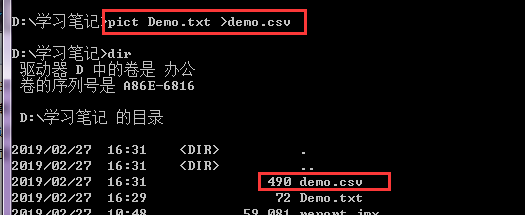 D:\学习笔记>pict Demo.txt >demo.csv
D:\学习笔记>dir
驱动器 D 中的卷是 办公
卷的序列号是 A86E-6816
D:\学习笔记 的目录
2019/02/27 16:31 <DIR> .
2019/02/27 16:31 <DIR> ..
2019/02/27 16:31 490 demo.csv
2019/02/27 16:29 72 Demo.txt
2019/02/27 10:48 59,081 report.jmx